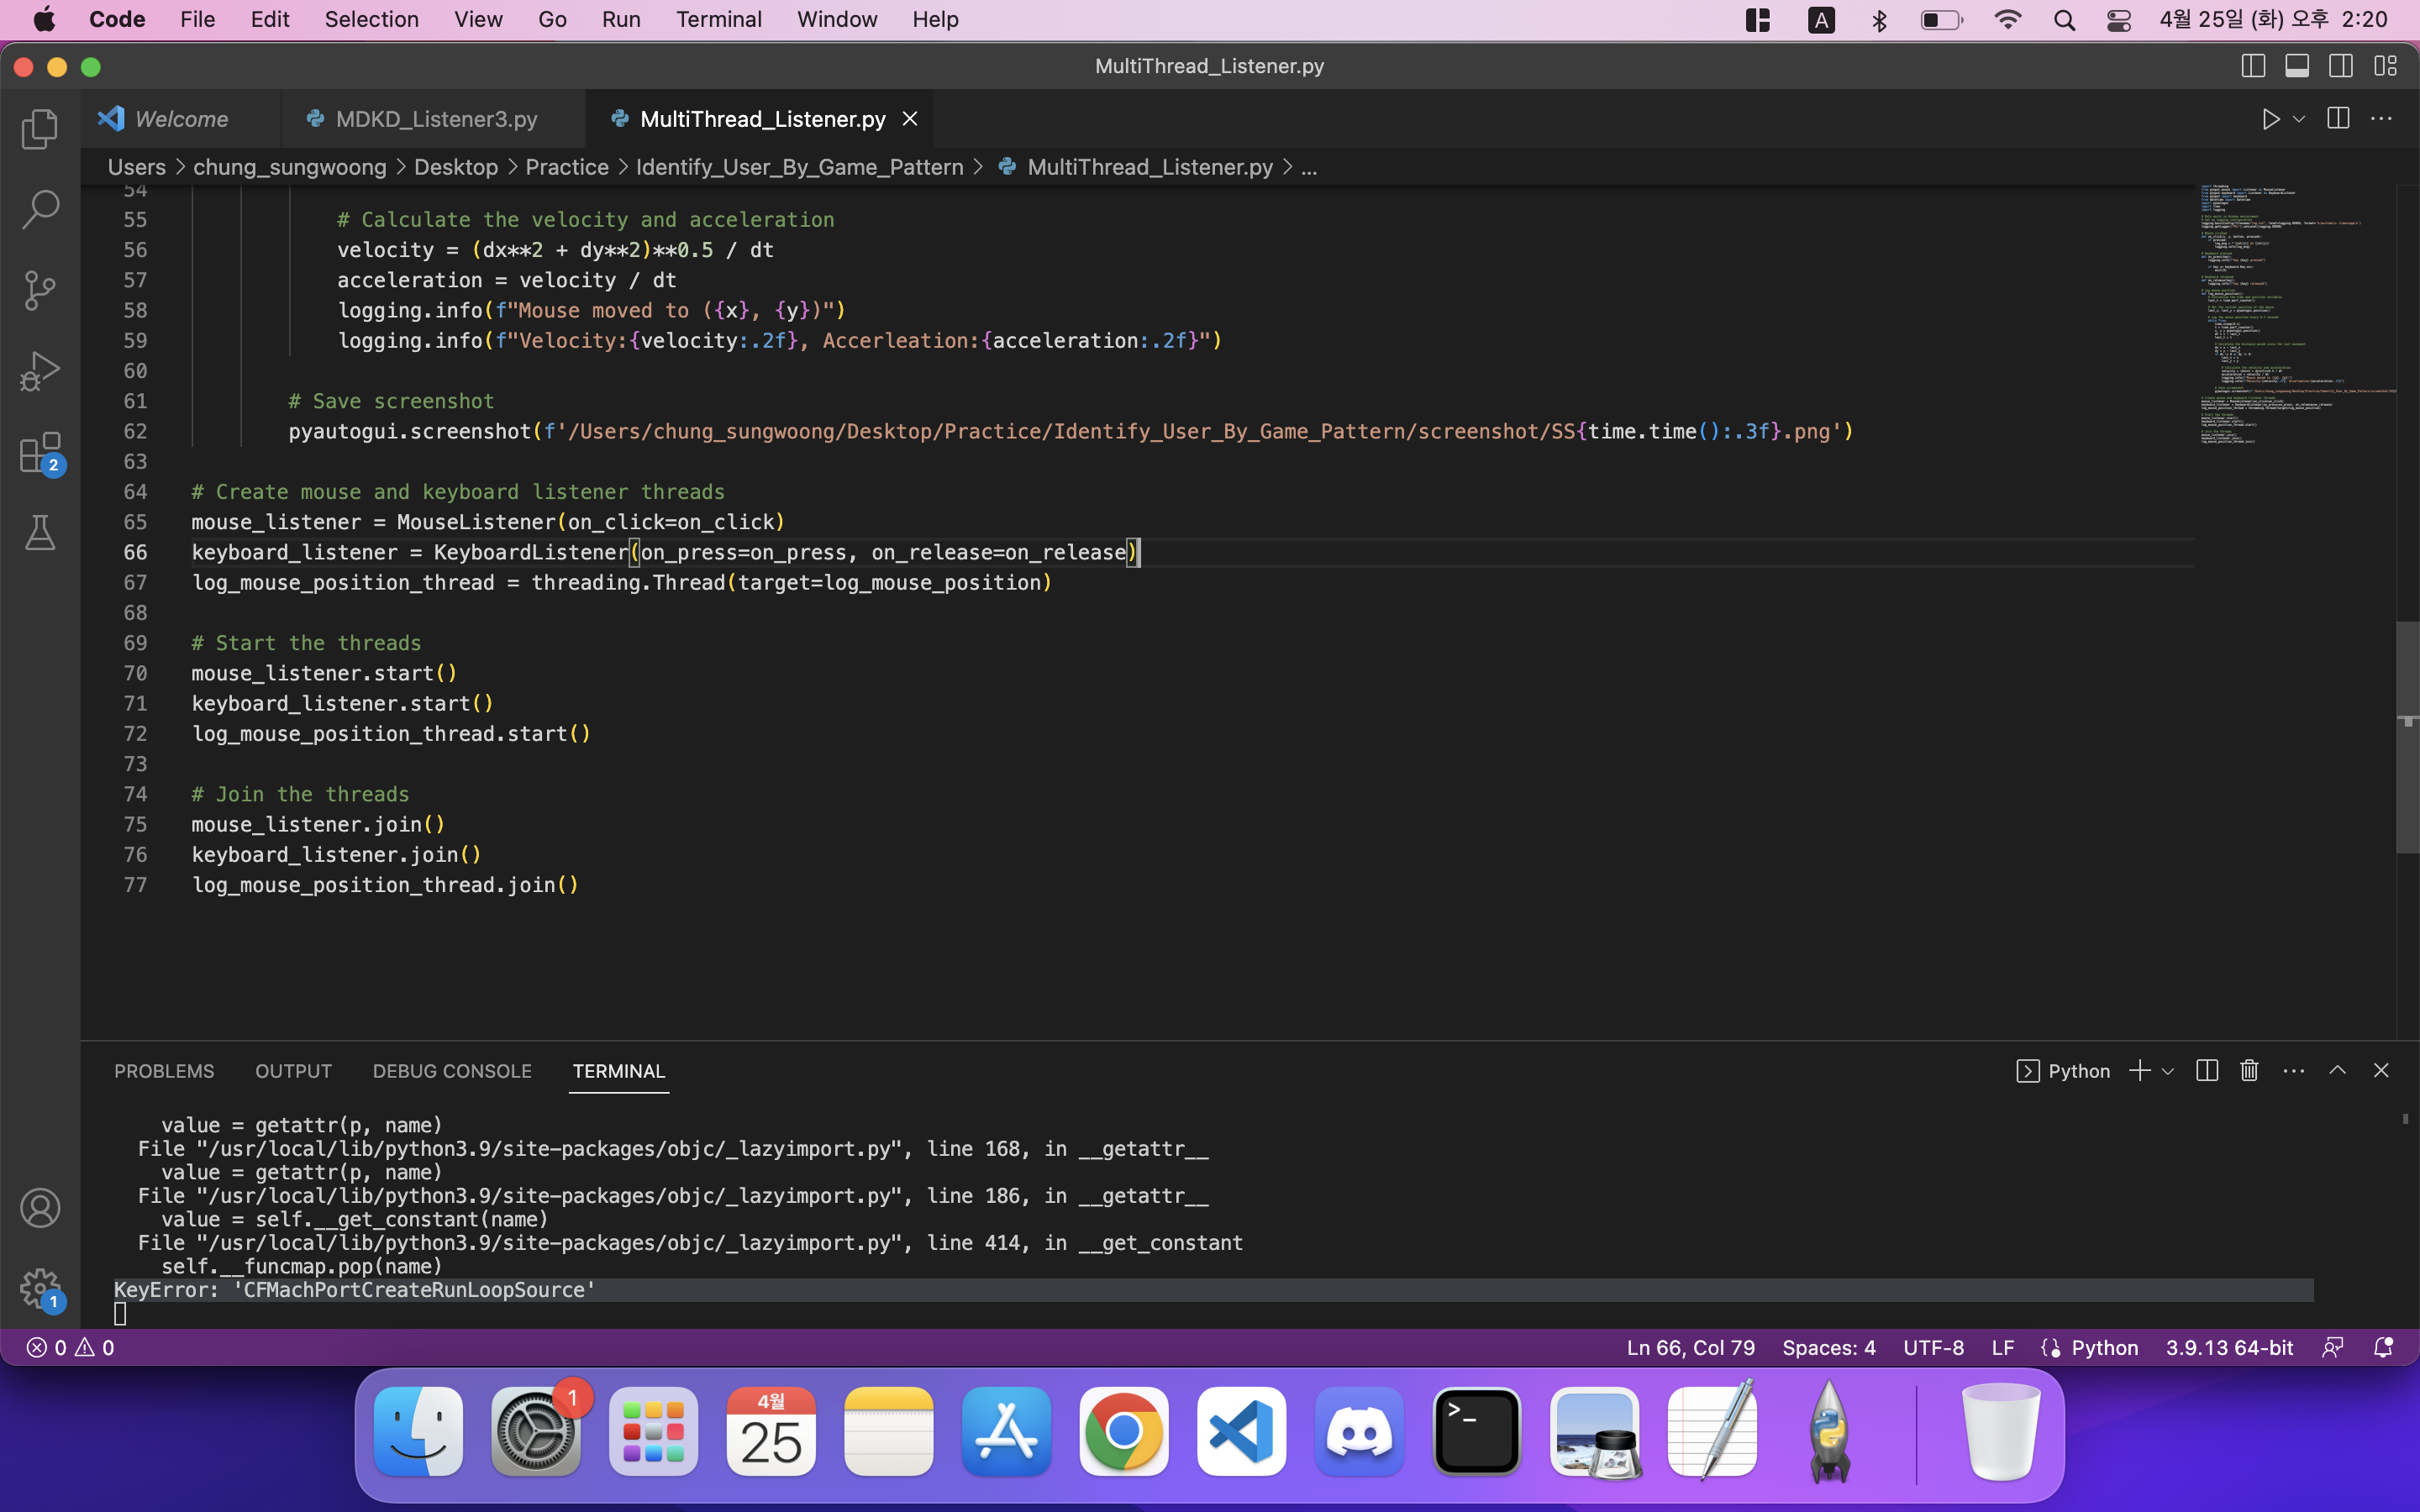 Code File Edit Selection View Go Run Terminal Window Help A 4월 25일 (화) 오후 2:20
MultiThread_Listener.py
Welcome MDKD_Listener3.py MultiThread_Listener.py
Users > chung_sungwoong > Desktop > Practice > Identify_User_By_Game_Pattern > MultiThread_Listener.py > ...
54
55 # Calculate the velocity and acceleration
56 velocity = (dx**2 + dy**2)**0.5 / dt
57 acceleration = velocity / dt
58 logging.info(f"Mouse moved to ({x}, {y})")
59 logging.info(f"Velocity:{velocity:.2f}, Accerleation:{acceleration:.2f}")
60
61 # Save screenshot
62 pyautogui.screenshot(f'/Users/chung_sungwoong/Desktop/Practice/Identify_User_By_Game_Pattern/screenshot/SS{time.time():.3f}.png')
63
64 # Create mouse and keyboard listener threads
65 mouse_listener = MouseListener(on_click=on_click)
66 keyboard_listener = KeyboardListener(on_press=on_press, on_release=on_release)
67 log_mouse_position_thread = threading.Thread(target=log_mouse_position)
68
69 # Start the threads
70 mouse_listener.start()
71 keyboard_listener.start()
72 log_mouse_position_thread.start()
73
74 # Join the threads
75 mouse_listener.join()
76 keyboard_listener.join()
77 log_mouse_position_thread.join()
2
PROBLEMS OUTPUT DEBUG CONSOLE TERMINAL Python
value = getattr(p, name)
File "/usr/local/lib/python3.9/site-packages/objc/_lazyimport.py", line 168, in __getattr__
value = getattr(p, name)
File "/usr/local/lib/python3.9/site-packages/objc/_lazyimport.py", line 186, in __getattr__
value = self.__get_constant(name)
File "/usr/local/lib/python3.9/site-packages/objc/_lazyimport.py", line 414, in __get_constant
self.__funcmap.pop(name)
KeyError: 'CFMachPortCreateRunLoopSource'
1
0 0 Ln 66, Col 79 Spaces: 4 UTF-8 LF Python 3.9.13 64-bit
1
4월
25
>_